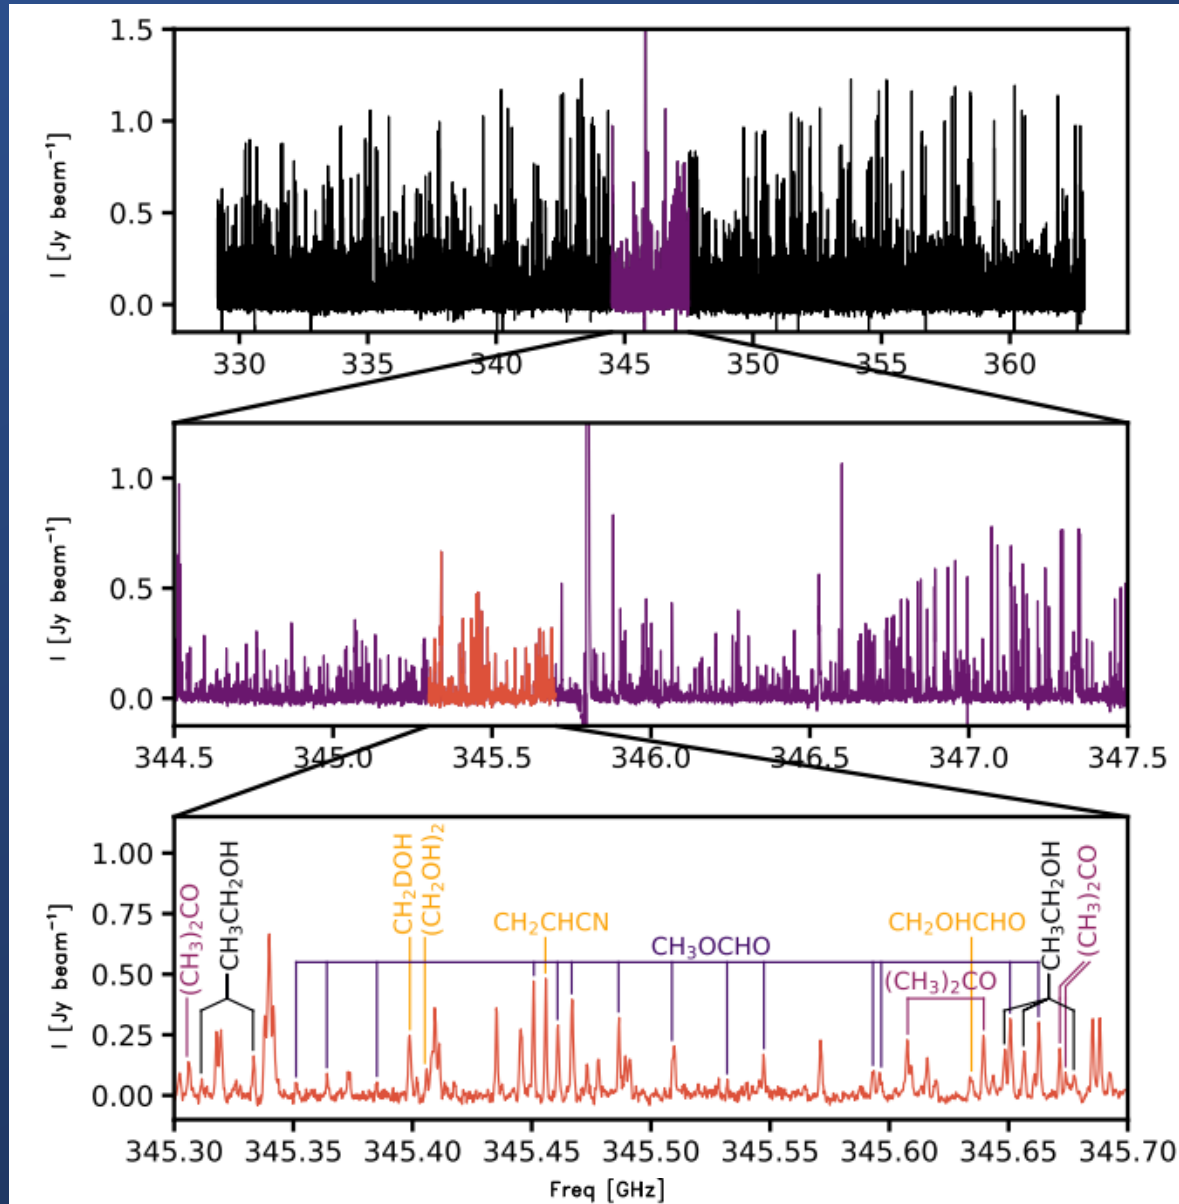 1.5
1.0
0.5
0.0
I [Jy beam⁻¹]
330 335 340 345 350 355 360
1.0
0.5
0.0
I [Jy beam⁻¹]
344.5 345.0 345.5 346.0 346.5 347.0 347.5
1.00
0.75
0.50
0.25
0.00
I [Jy beam⁻¹]
(CH₃)₂CO
CH₃CH₂OH
CH₂DOH
(CH₂OH)₂
CH₂CHCN
CH₃OCHO
CH₂OHCHO
(CH₃)₂CO
CH₃CH₂OH
(CH₃)₂CO
345.30 345.35 345.40 345.45 345.50 345.55 345.60 345.65 345.70
Freq [GHz]